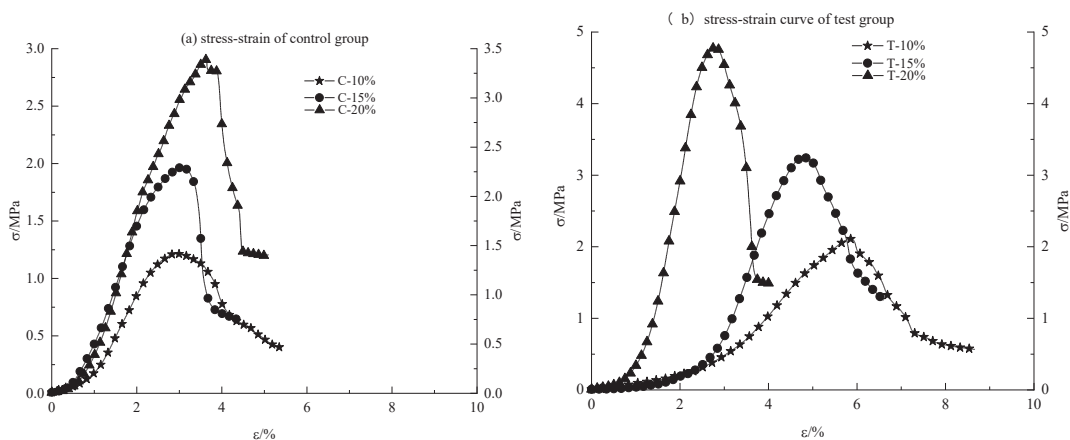 (a) stress-strain of control group
3.0
2.5
2.0
1.5
1.0
0.5
0.0
σ/MPa
C-10%
C-15%
C-20%
3.5
3.0
2.5
2.0
1.5
1.0
0.5
0.0
σ/MPa
0 2 4 6 8 10
ε/%
（ b） stress-strain curve of test group
5
4
3
2
1
0
σ/MPa
T-10%
T-15%
T-20%
5
4
3
2
1
0
σ/MPa
0 2 4 6 8 10
ε/%